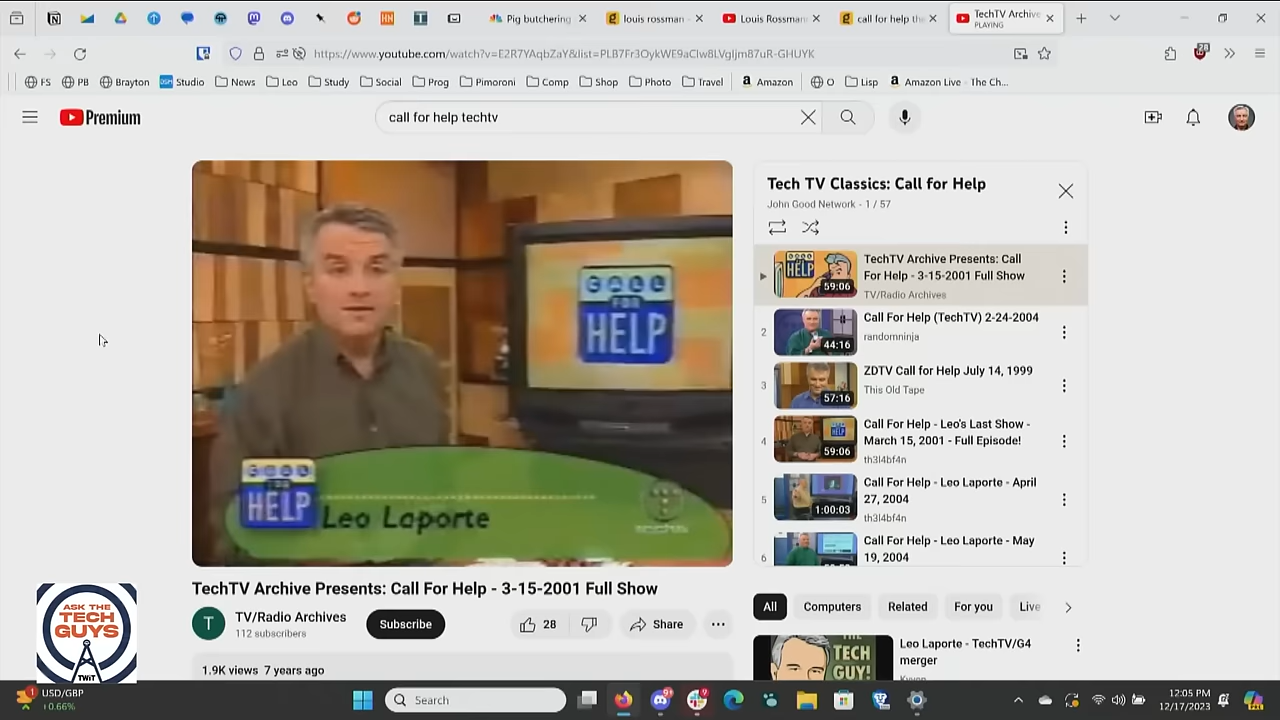 Pig butchering
louis rossman
Louis Rossman
call for help the
TechTV Archive
PLAYING
https://www.youtube.com/watch?v=E2R7YAqbZaY&list=PLB7Fr3OykWE9aClw8LVgIjm87uR-GHUYK
28
FS
PB
Brayton
DSM Studio
News
Leo
Study
Social
Prog
Pimoroni
Comp
Shop
Photo
Travel
a Amazon
O
Lisp
a Amazon Live - The Ch...
Premium
call for help techtv
CALL
FOR
HELP
CALL
FOR
HELP
Leo Laporte
Tech TV Classics: Call for Help
John Good Network - 1 / 57
HELP
59:06
TechTV Archive Presents: Call
For Help - 3-15-2001 Full Show
TV/Radio Archives
2
44:16
Call For Help (TechTV) 2-24-2004
randomninja
3
57:16
ZDTV Call for Help July 14, 1999
This Old Tape
4
59:06
Call For Help - Leo's Last Show -
March 15, 2001 - Full Episode!
th3l4bf4n
5
1:00:03
Call For Help - Leo Laporte - April
27, 2004
th3l4bf4n
6
Call For Help - Leo Laporte - May
19, 2004
TechTV Archive Presents: Call For Help - 3-15-2001 Full Show
T
TV/Radio Archives
112 subscribers
Subscribe
28
Share
1.9K views 7 years ago
All
Computers
Related
For you
Live
THE
TECH
GUY!
Leo Laporte - TechTV/G4
merger
ASK THE
TECH
GUYS
TWiT
1
USD/GBP
+0.66%
Search
12:05 PM
12/17/2023